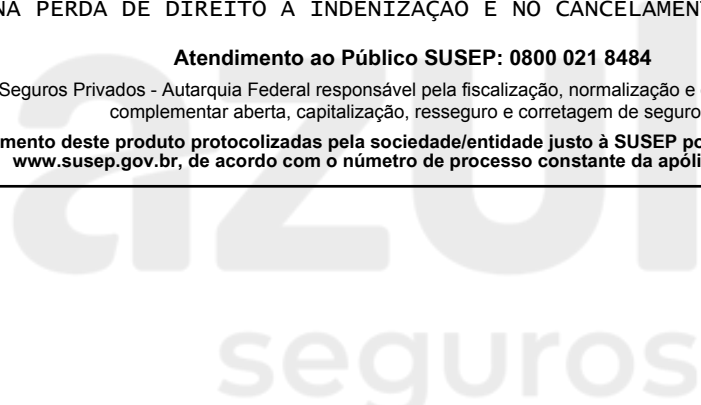 NA PERDA DE DIREITO A INDENIZAÇÃO E NO CANCELAMENT
Atendimento ao Público SUSEP: 0800 021 8484
Seguros Privados - Autarquia Federal responsável pela fiscalização, normalização e
complementar aberta, capitalização, resseguro e corretagem de seguro
mento deste produto protocolizadas pela sociedade/entidade justo à SUSEP po
www.susep.gov.br, de acordo com o númetro de processo constante da apóli
azul
seguros